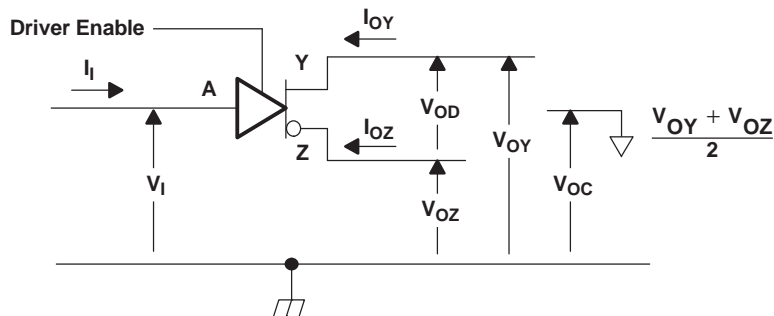 Driver Enable
I_OY
I_I
A
Y
Z
I_OZ
V_OD
V_OY
V_OZ
V_I
V_OC
V_OY + V_OZ
2